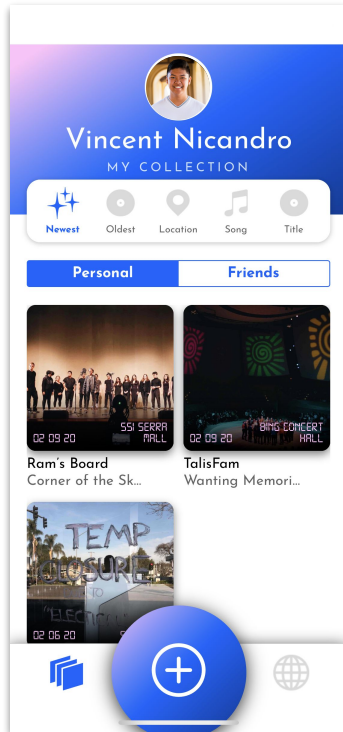 Vincent Nicandro
MY COLLECTION
Newest
Oldest
Location
Song
Title
Personal
Friends
02 09 20
SSI SERRA
MALL
02 09 20
BING CONCERT
HALL
Ram's Board
Corner of the Sk...
TalisFam
Wanting Memori...
TEMP
CLOSURE
TO
02 06 20